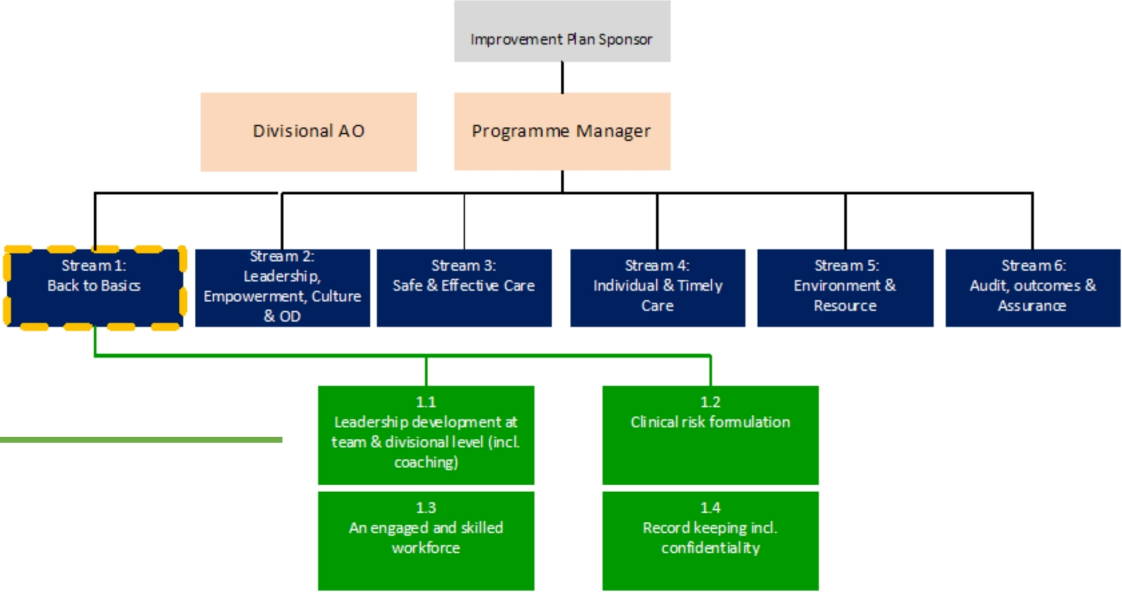 Improvement Plan Sponsor
Divisional AO
Programme Manager
Stream 1:
Back to Basics
Stream 2:
Leadership,
Empowerment, Culture
& OD
Stream 3:
Safe & Effective Care
Stream 4:
Individual & Timely
Care
Stream 5:
Environment &
Resource
Stream 6:
Audit, outcomes &
Assurance
1.1
Leadership development at
team & divisional level (incl.
coaching)
1.2
Clinical risk formulation
1.3
An engaged and skilled
workforce
1.4
Record keeping incl.
confidentiality